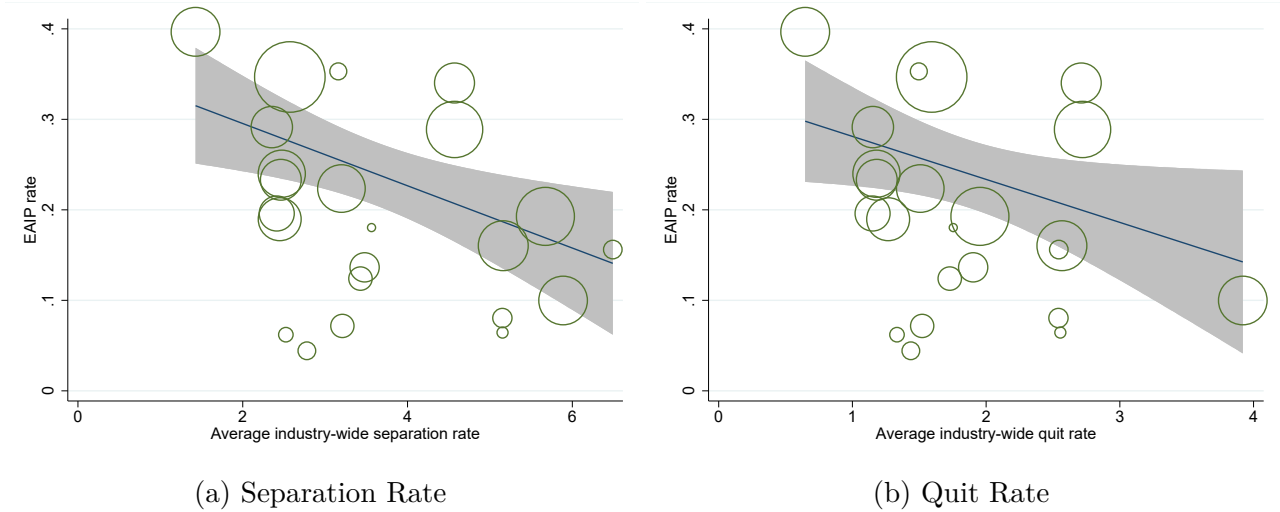 .4
.3
.2
.1
0
EAIP rate
0 2 4 6
Average industry-wide separation rate
(a) Separation Rate
.4
.3
.2
.1
0
EAIP rate
0 1 2 3 4
Average industry-wide quit rate
(b) Quit Rate